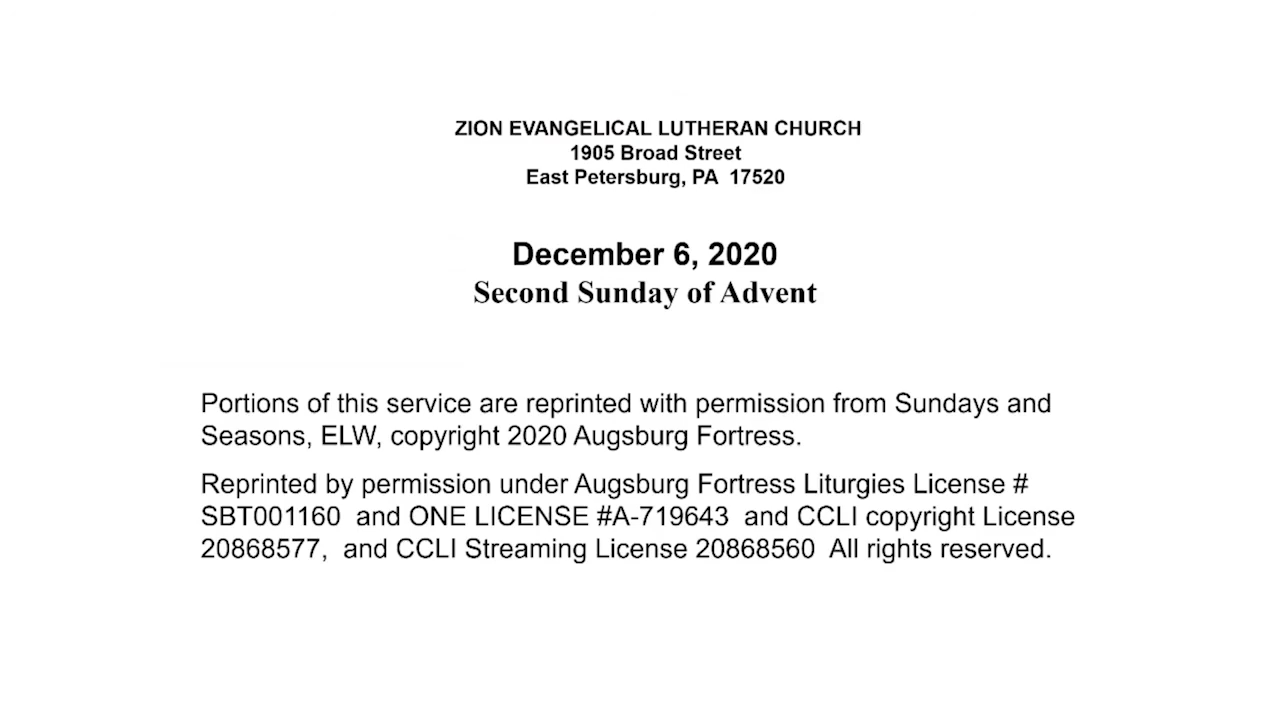 ZION EVANGELICAL LUTHERAN CHURCH
1905 Broad Street
East Petersburg, PA  17520
December 6, 2020
Second Sunday of Advent
Portions of this service are reprinted with permission from Sundays and
Seasons, ELW, copyright 2020 Augsburg Fortress.
Reprinted by permission under Augsburg Fortress Liturgies License #
SBT001160  and ONE LICENSE #A-719643  and CCLI copyright License
20868577,  and CCLI Streaming License 20868560  All rights reserved.